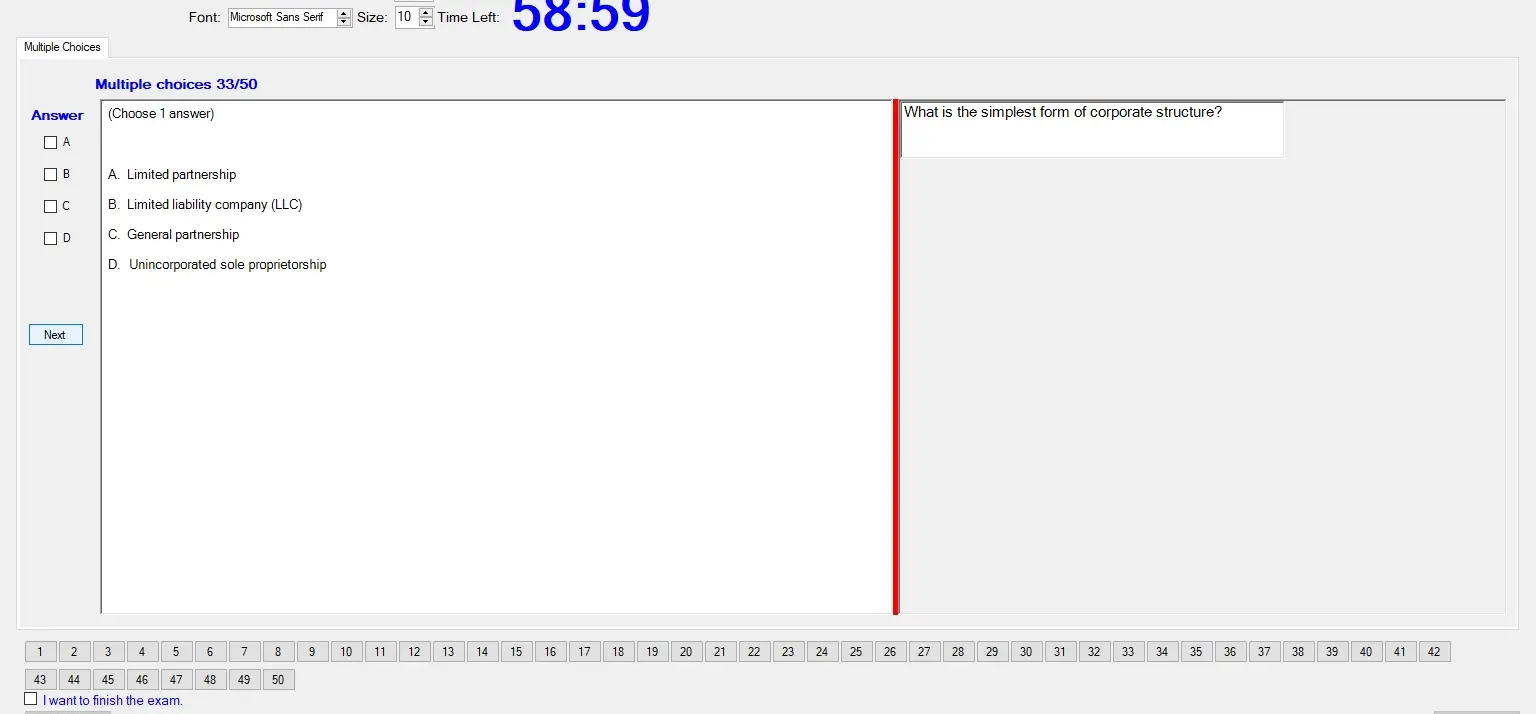 Font: Microsoft Sans Serif Size: 10 Time Left: 58:59
Multiple Choices
Multiple choices 33/50
Answer
A
B
C
D
Next
(Choose 1 answer)
A. Limited partnership
B. Limited liability company (LLC)
C. General partnership
D. Unincorporated sole proprietorship
What is the simplest form of corporate structure?
1 2 3 4 5 6 7 8 9 10 11 12 13 14 15 16 17 18 19 20 21 22 23 24 25 26 27 28 29 30 31 32 33 34 35 36 37 38 39 40 41 42
43 44 45 46 47 48 49 50
I want to finish the exam.